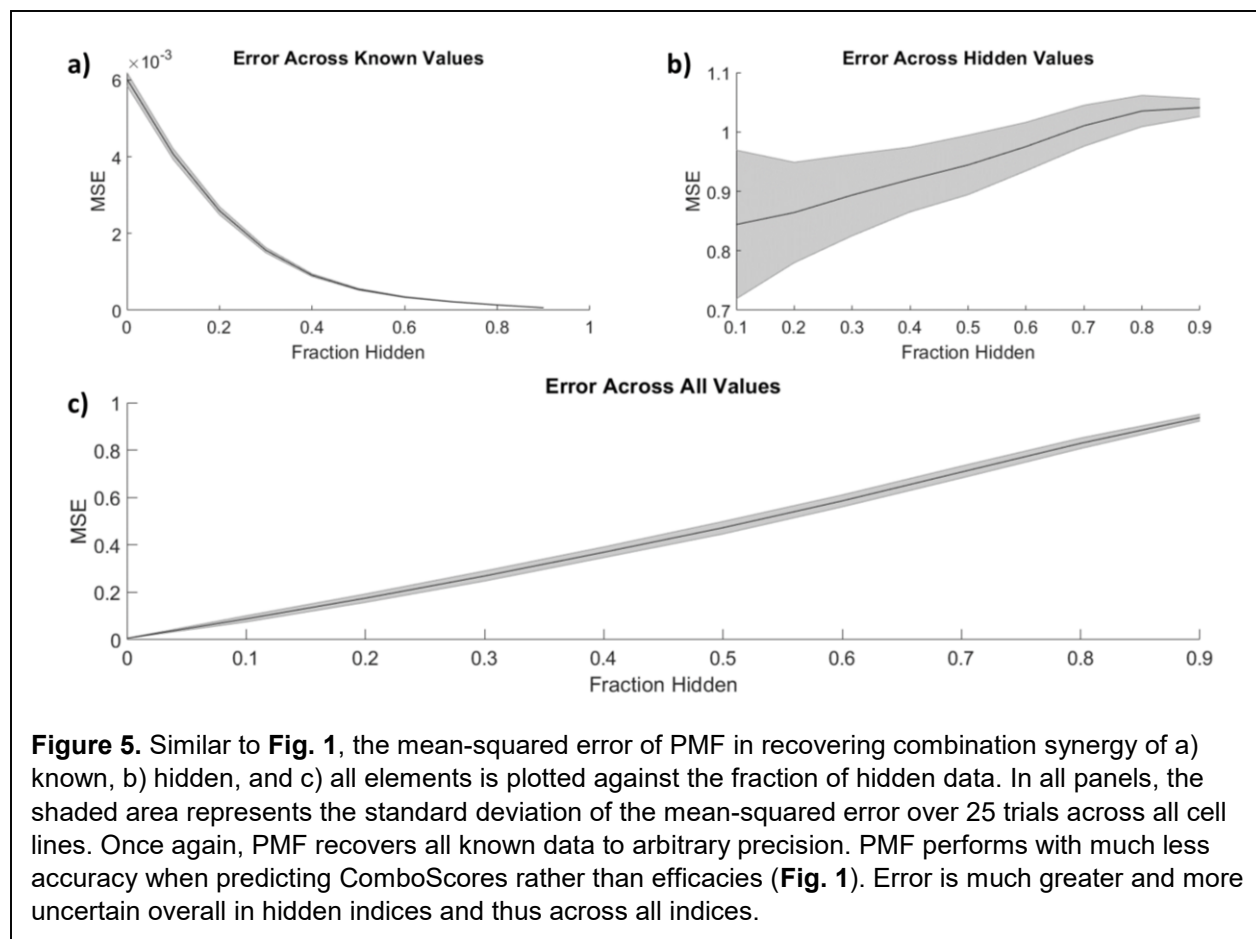 a)
×10⁻³
Error Across Known Values
6
4
2
0
MSE
0 0.2 0.4 0.6 0.8 1
Fraction Hidden
b)
Error Across Hidden Values
1.1
1
0.9
0.8
0.7
MSE
0.1 0.2 0.3 0.4 0.5 0.6 0.7 0.8 0.9
Fraction Hidden
c)
Error Across All Values
1
0.8
0.6
0.4
0.2
0
MSE
0 0.1 0.2 0.3 0.4 0.5 0.6 0.7 0.8 0.9
Fraction Hidden
Figure 5. Similar to Fig. 1, the mean-squared error of PMF in recovering combination synergy of a)
known, b) hidden, and c) all elements is plotted against the fraction of hidden data. In all panels, the
shaded area represents the standard deviation of the mean-squared error over 25 trials across all cell
lines. Once again, PMF recovers all known data to arbitrary precision. PMF performs with much less
accuracy when predicting ComboScores rather than efficacies (Fig. 1). Error is much greater and more
uncertain overall in hidden indices and thus across all indices.